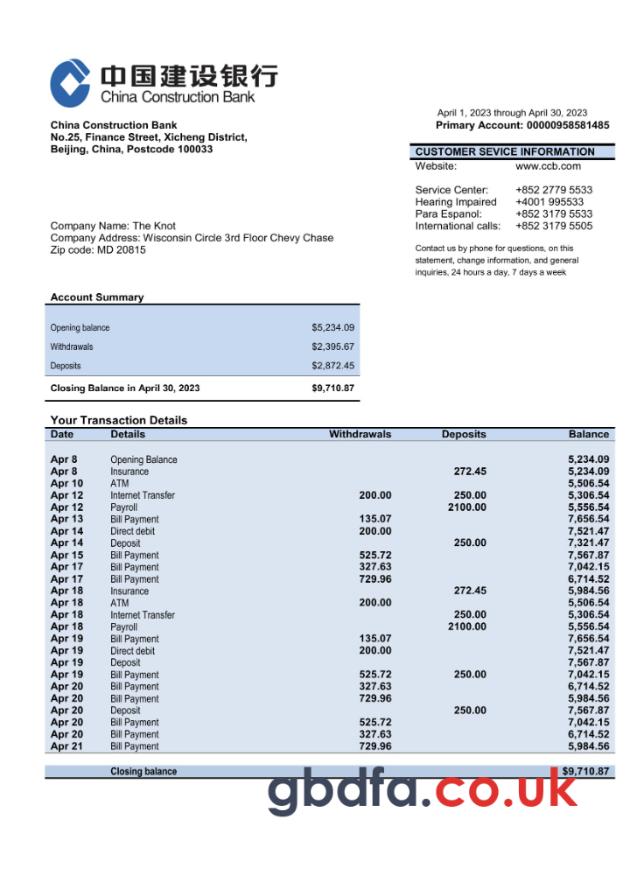 中国建设银行
China Construction Bank
China Construction Bank
No.25, Finance Street, Xicheng District,
Beijing, China, Postcode 100033
April 1, 2023 through April 30, 2023
Primary Account: 00000958581485
CUSTOMER SEVICE INFORMATION
Website: www.ccb.com
Service Center: +852 2779 5533
Hearing Impaired +4001 995533
Para Espanol: +852 3179 5533
International calls: +852 3179 5505
Contact us by phone for questions, on this
statement, change information, and general
inquiries, 24 hours a day, 7 days a week
Company Name: The Knot
Company Address: Wisconsin Circle 3rd Floor Chevy Chase
Zip code: MD 20815
Account Summary
Opening balance $5,234.09
Withdrawals $2,395.67
Deposits $2,872.45
Closing Balance in April 30, 2023 $9,710.87
Your Transaction Details
Date Details Withdrawals Deposits Balance
Apr 8 Opening Balance 5,234.09
Apr 8 Insurance 272.45 5,234.09
Apr 10 ATM 5,506.54
Apr 12 Internet Transfer 200.00 250.00 5,306.54
Apr 12 Payroll 2100.00 5,556.54
Apr 13 Bill Payment 135.07 7,656.54
Apr 14 Direct debit 200.00 7,521.47
Apr 14 Deposit 250.00 7,321.47
Apr 15 Bill Payment 525.72 7,567.87
Apr 17 Bill Payment 327.63 7,042.15
Apr 17 Bill Payment 729.96 6,714.52
Apr 18 Insurance 272.45 5,984.56
Apr 18 ATM 200.00 5,506.54
Apr 18 Internet Transfer 250.00 5,306.54
Apr 18 Payroll 2100.00 5,556.54
Apr 19 Bill Payment 135.07 7,656.54
Apr 19 Direct debit 200.00 7,521.47
Apr 19 Deposit 7,567.87
Apr 19 Bill Payment 525.72 250.00 7,042.15
Apr 20 Bill Payment 327.63 6,714.52
Apr 20 Bill Payment 729.96 5,984.56
Apr 20 Deposit 250.00 7,567.87
Apr 20 Bill Payment 525.72 7,042.15
Apr 20 Bill Payment 327.63 6,714.52
Apr 21 Bill Payment 729.96 5,984.56
Closing balance $9,710.87
gbdfa.co.uk